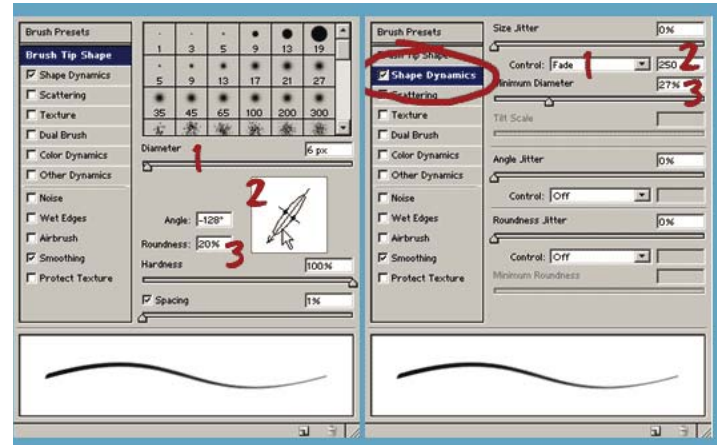 Brush Presets
Brush Tip Shape
Shape Dynamics
Scattering
Texture
Dual Brush
Color Dynamics
Other Dynamics
Noise
Wet Edges
Airbrush
Smoothing
Protect Texture
1 3 5 9 13 19
5 9 13 17 21 27
35 45 65 100 200 300
Diameter 6 px
1
2
Angle: -128°
Roundness: 20%
3
Hardness 100%
Spacing 1%
Brush Presets
Brush Tip Shape
Shape Dynamics
Scattering
Texture
Dual Brush
Color Dynamics
Other Dynamics
Noise
Wet Edges
Airbrush
Smoothing
Protect Texture
Size Jitter 0%
Control: Fade 1 250 2
Minimum Diameter 27% 3
Tilt Scale
Angle Jitter 0%
Control: Off
Roundness Jitter 0%
Control: Off
Minimum Roundness